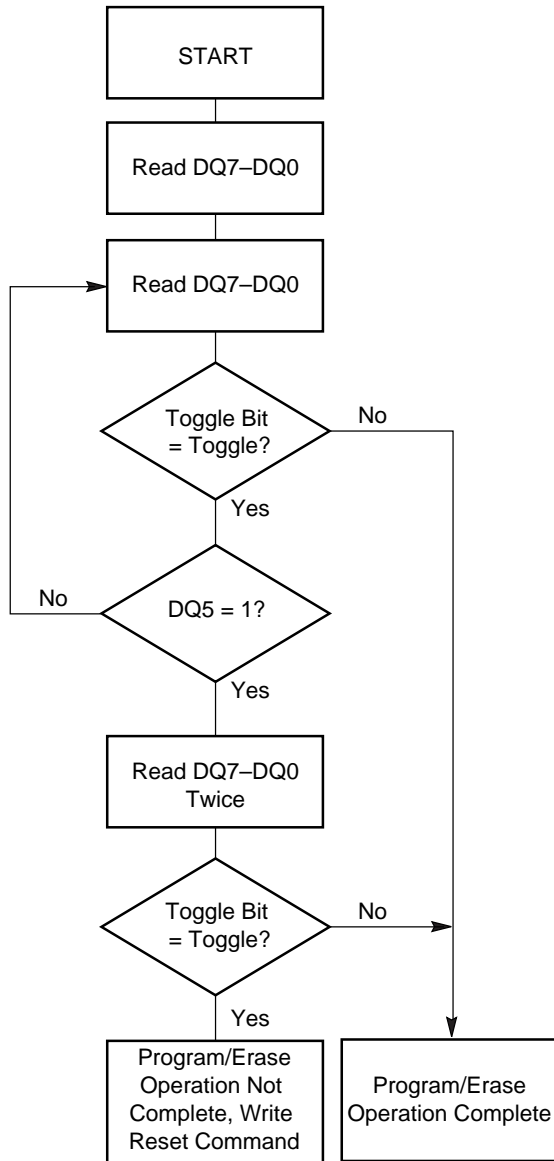 START
Read DQ7–DQ0
Read DQ7–DQ0
Toggle Bit
= Toggle?
No
Yes
No
DQ5 = 1?
Yes
Read DQ7–DQ0
Twice
Toggle Bit
= Toggle?
No
Yes
Program/Erase
Operation Not
Complete, Write
Reset Command
Program/Erase
Operation Complete